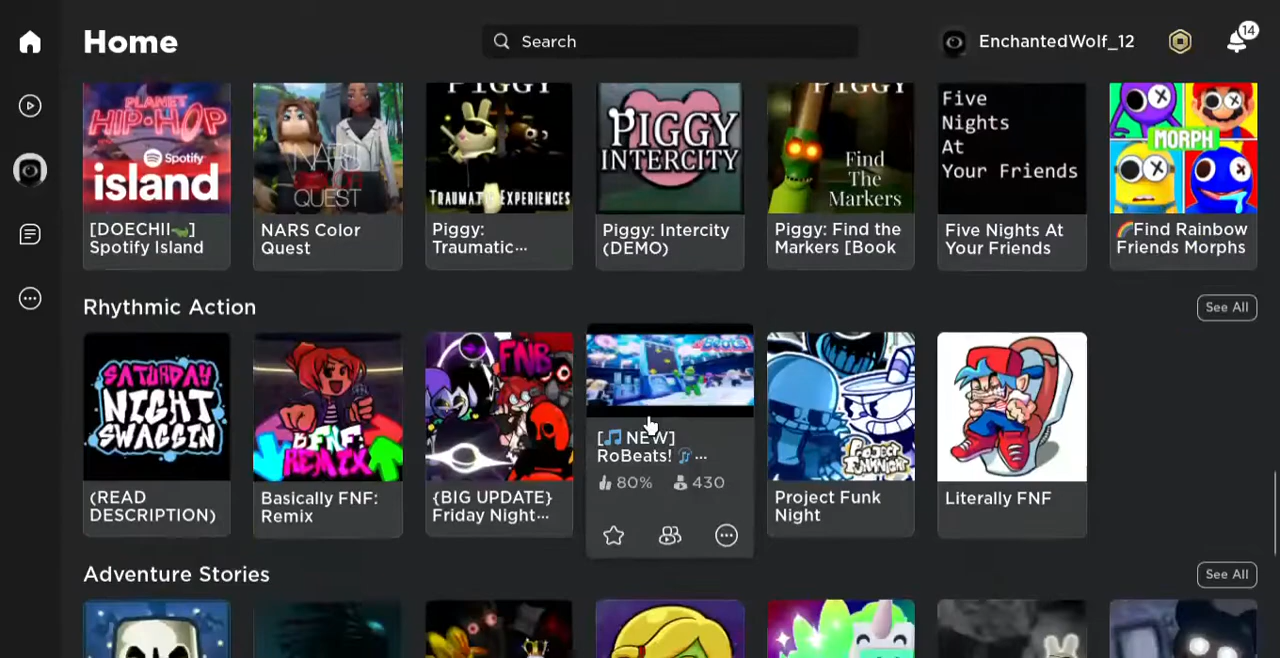 Home
Search
EnchantedWolf_12
14
PLANET
HIP·HOP
Spotify
island
NARS
QUEST
PIGGY
TRAUMATIC EXPERIENCES
PIGGY
INTERCITY
PIGGY
Find
The
Markers
Five
Nights
At
Your Friends
MORPH
[DOECHII🐊]
Spotify Island
NARS Color
Quest
Piggy:
Traumatic...
Piggy: Intercity
(DEMO)
Piggy: Find the
Markers [Book
Five Nights At
Your Friends
🌈Find Rainbow
Friends Morphs
Rhythmic Action
See All
SATURDAY
NIGHT
SWAGGIN
BFNF:
REMIX
FNB
PROJECT
FUNK NIGHT
(READ
DESCRIPTION)
Basically FNF:
Remix
{BIG UPDATE}
Friday Night...
[🎵 NEW]
RoBeats! 🎶...
80%
430
Project Funk
Night
Literally FNF
Adventure Stories
See All